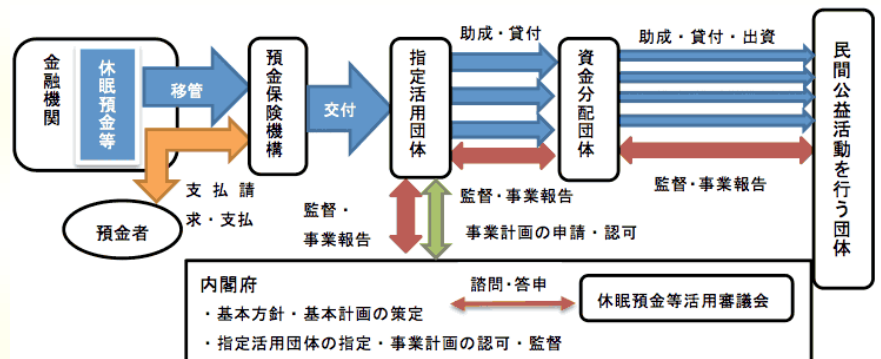 金融機関
休眠預金等
移管
預金保険機構
交付
指定活用団体
助成・貸付
資金分配団体
助成・貸付・出資
民間公益活動を行う団体
支払請
求・支払
預金者
監督・
事業報告
監督・事業報告
事業計画の申請・認可
監督・事業報告
内閣府
・基本方針・基本計画の策定
・指定活用団体の指定・事業計画の認可・監督
諮問・答申
休眠預金等活用審議会